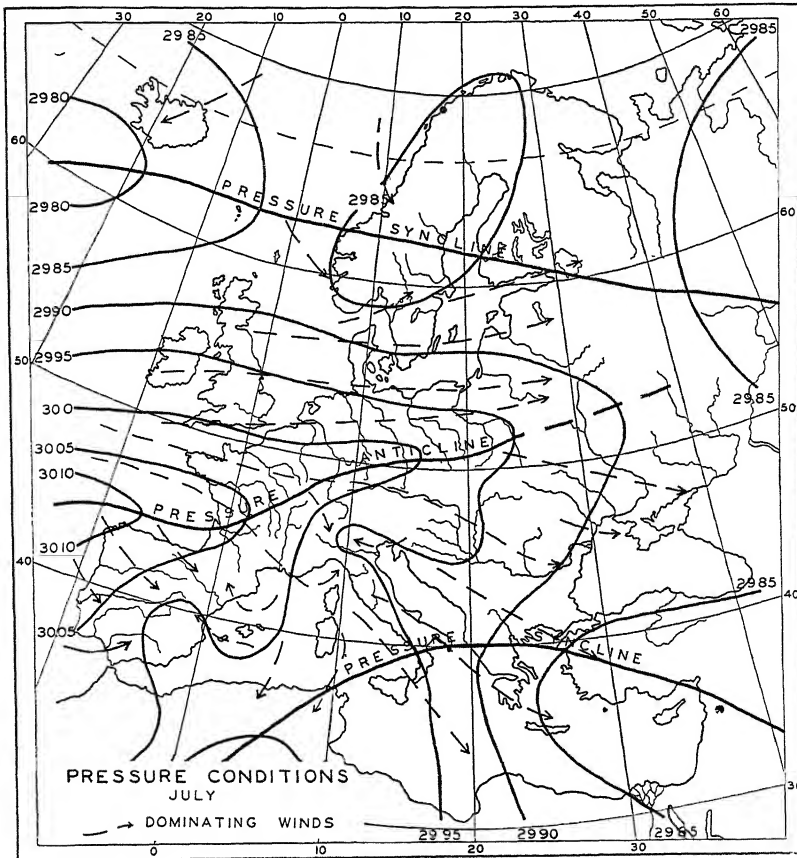 30 20 10 0 10 20 30 40 50 60
2985
2985
2980
60
2980
2985
PRESSURE SYNCLINE
60
2985
2990
2995
50
2985
50
300
3005
3010
PRESSURE ANTICLINE
3010
40
2985
40
3005
PRESSURE
30
PRESSURE CONDITIONS
JULY
DOMINATING WINDS
2995 2990 2985
0 10 20 30